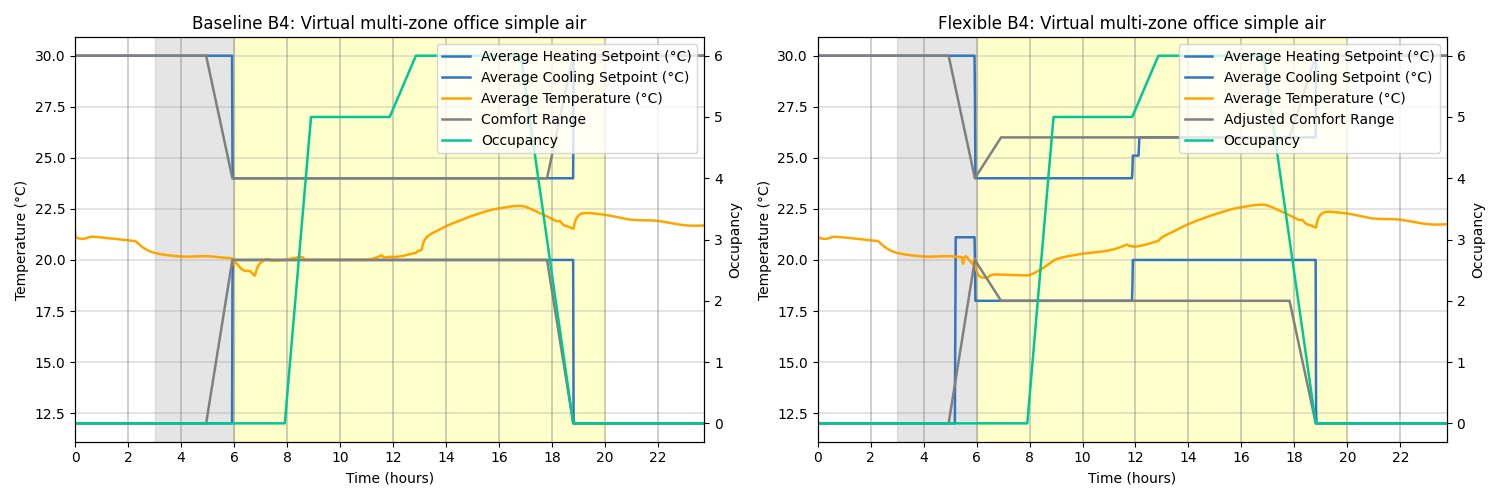 Baseline B4: Virtual multi-zone office simple air
30.0
27.5
25.0
22.5
20.0
17.5
15.0
12.5
Temperature (°C)
0 2 4 6 8 10 12 14 16 18 20 22
Time (hours)
6
5
4
3
2
1
0
Occupancy
Average Heating Setpoint (°C)
Average Cooling Setpoint (°C)
Average Temperature (°C)
Comfort Range
Occupancy
Flexible B4: Virtual multi-zone office simple air
30.0
27.5
25.0
22.5
20.0
17.5
15.0
12.5
Temperature (°C)
0 2 4 6 8 10 12 14 16 18 20 22
Time (hours)
6
5
4
3
2
1
0
Occupancy
Average Heating Setpoint (°C)
Average Cooling Setpoint (°C)
Average Temperature (°C)
Adjusted Comfort Range
Occupancy